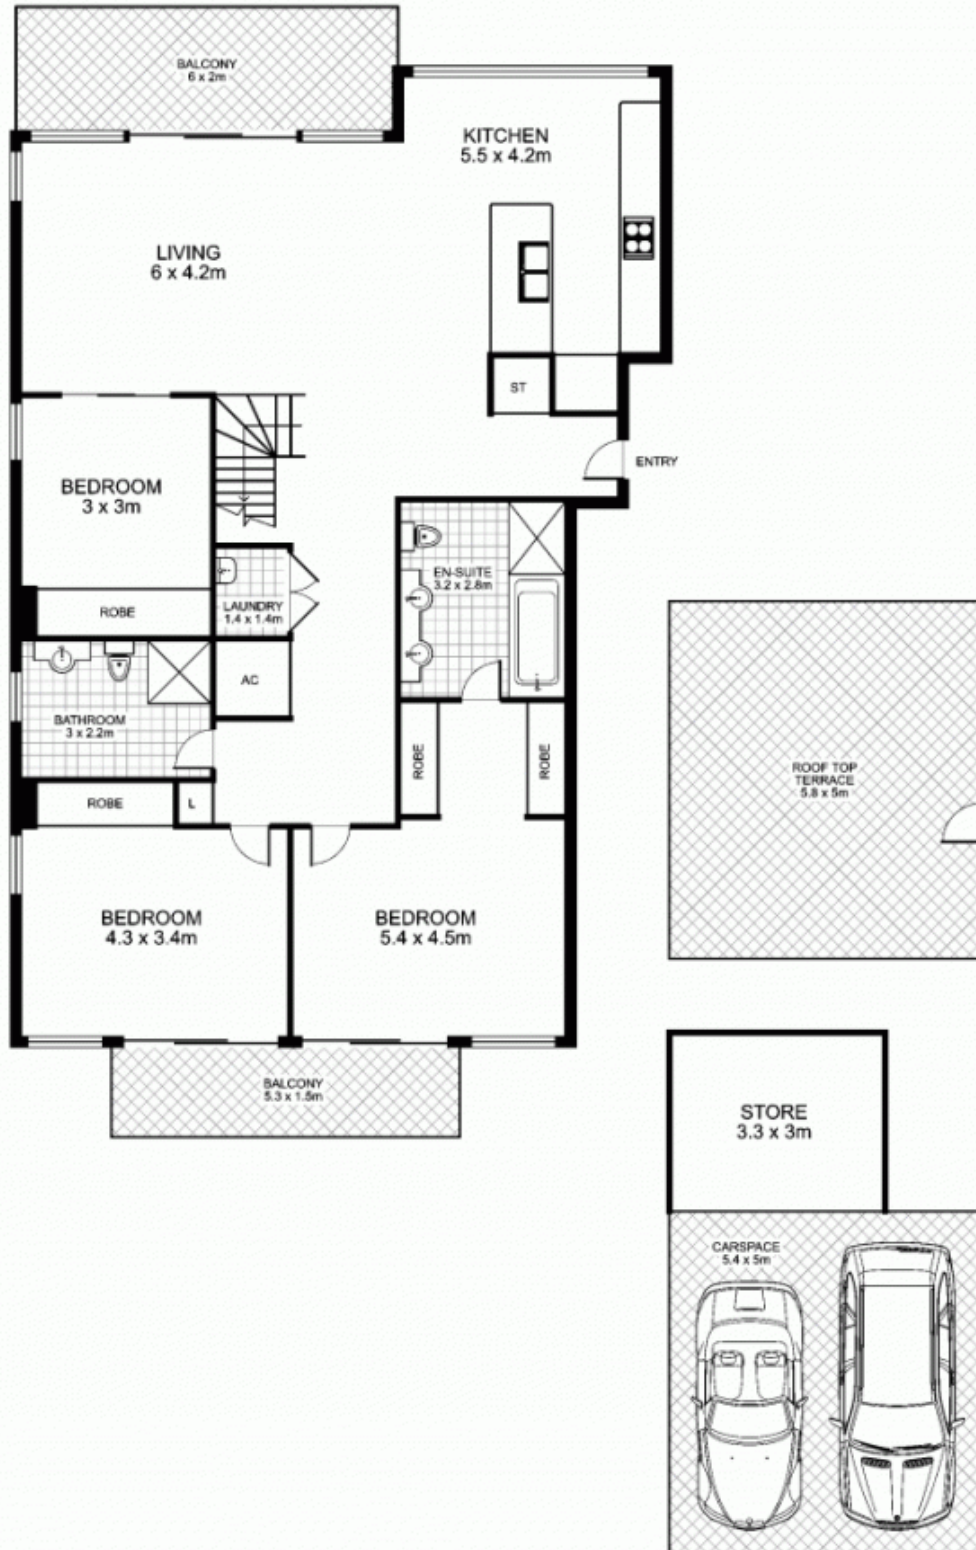 BALCONY
6 x 2m
KITCHEN
5.5 x 4.2m
LIVING
6 x 4.2m
ST
ENTRY
BEDROOM
3 x 3m
ROBE
LAUNDRY
1.4 x 1.4m
EN-SUITE
3.2 x 2.8m
AC
BATHROOM
3 x 2.2m
ROBE
ROBE
ROBE
L
BEDROOM
4.3 x 3.4m
BEDROOM
5.4 x 4.5m
BALCONY
5.3 x 1.5m
ROOF TOP
TERRACE
5.8 x 5m
STORE
3.3 x 3m
CARSPACE
5.4 x 5m